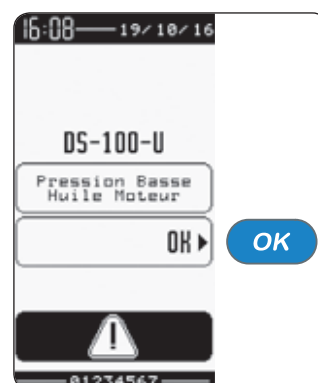 16:08 19/10/16
DS-100-U
Pression Basse
Huile Moteur
OK
OK
01234567